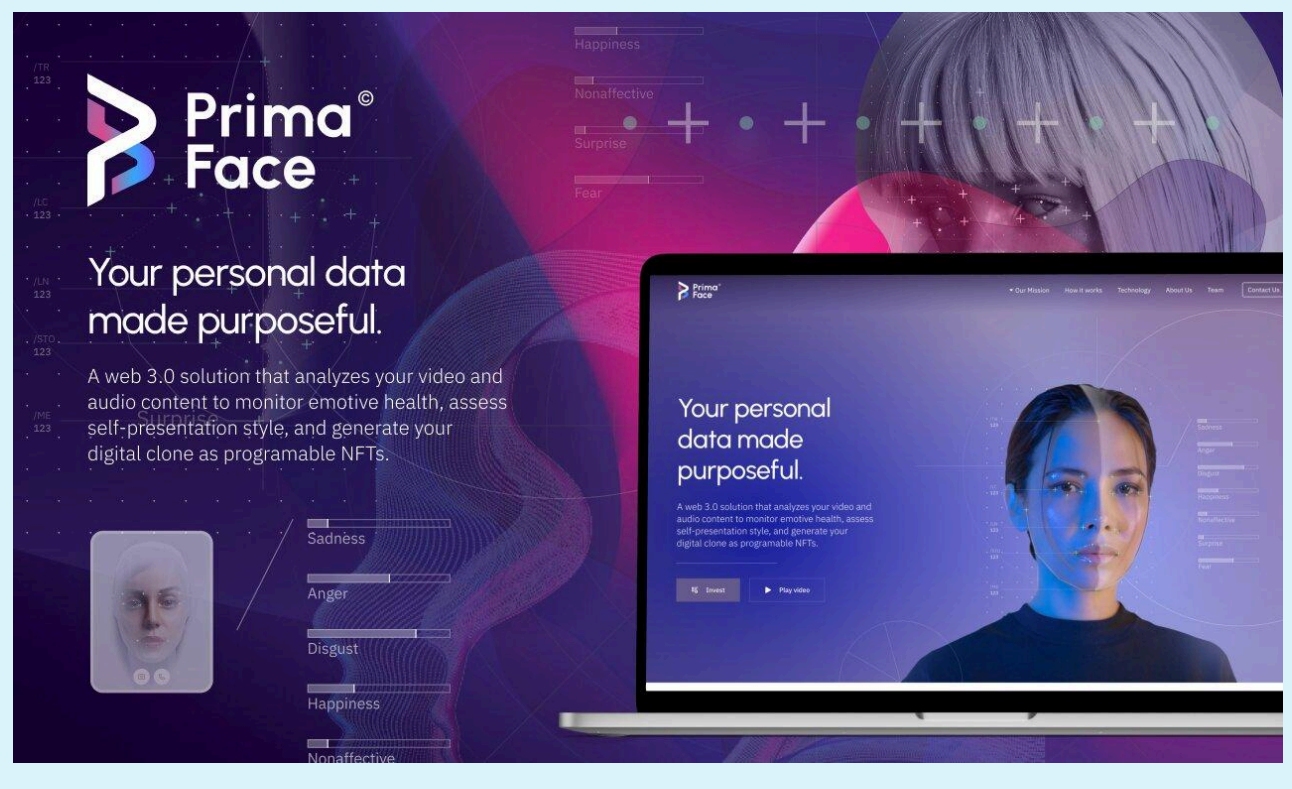 /TR
123
Prima©
Face
/LC
123
Your personal data
made purposeful.
/LN
123
/STO
123
A web 3.0 solution that analyzes your video and
audio content to monitor emotive health, assess
self-presentation style, and generate your
digital clone as programable NFTs.
/ME
123
Surprise
Sadness
Anger
Disgust
Happiness
Nonaffective
Happiness
Nonaffective
Surprise
Fear
Prima
Face
Our Mission How it works Technology About Us Team Contact Us
Your personal
data made
purposeful.
A web 3.0 solution that analyzes your video and
audio content to monitor emotive health, assess
self-presentation style, and generate your
digital clone as programable NFTs.
Invest Play video
Sadness
Anger
Disgust
Happiness
Nonaffective
Surprise
Fear